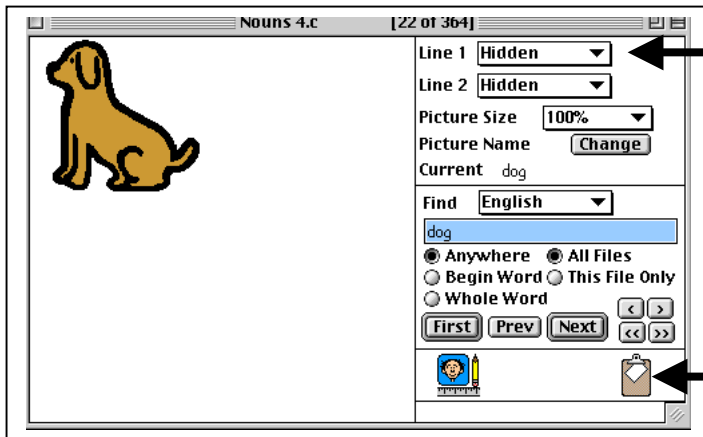 Nouns 4.c [22 of 364]
Line 1 Hidden
Line 2 Hidden
Picture Size 100%
Picture Name Change
Current dog
Find English
dog
Anywhere All Files
Begin Word This File Only
Whole Word
< >
First Prev Next << >>